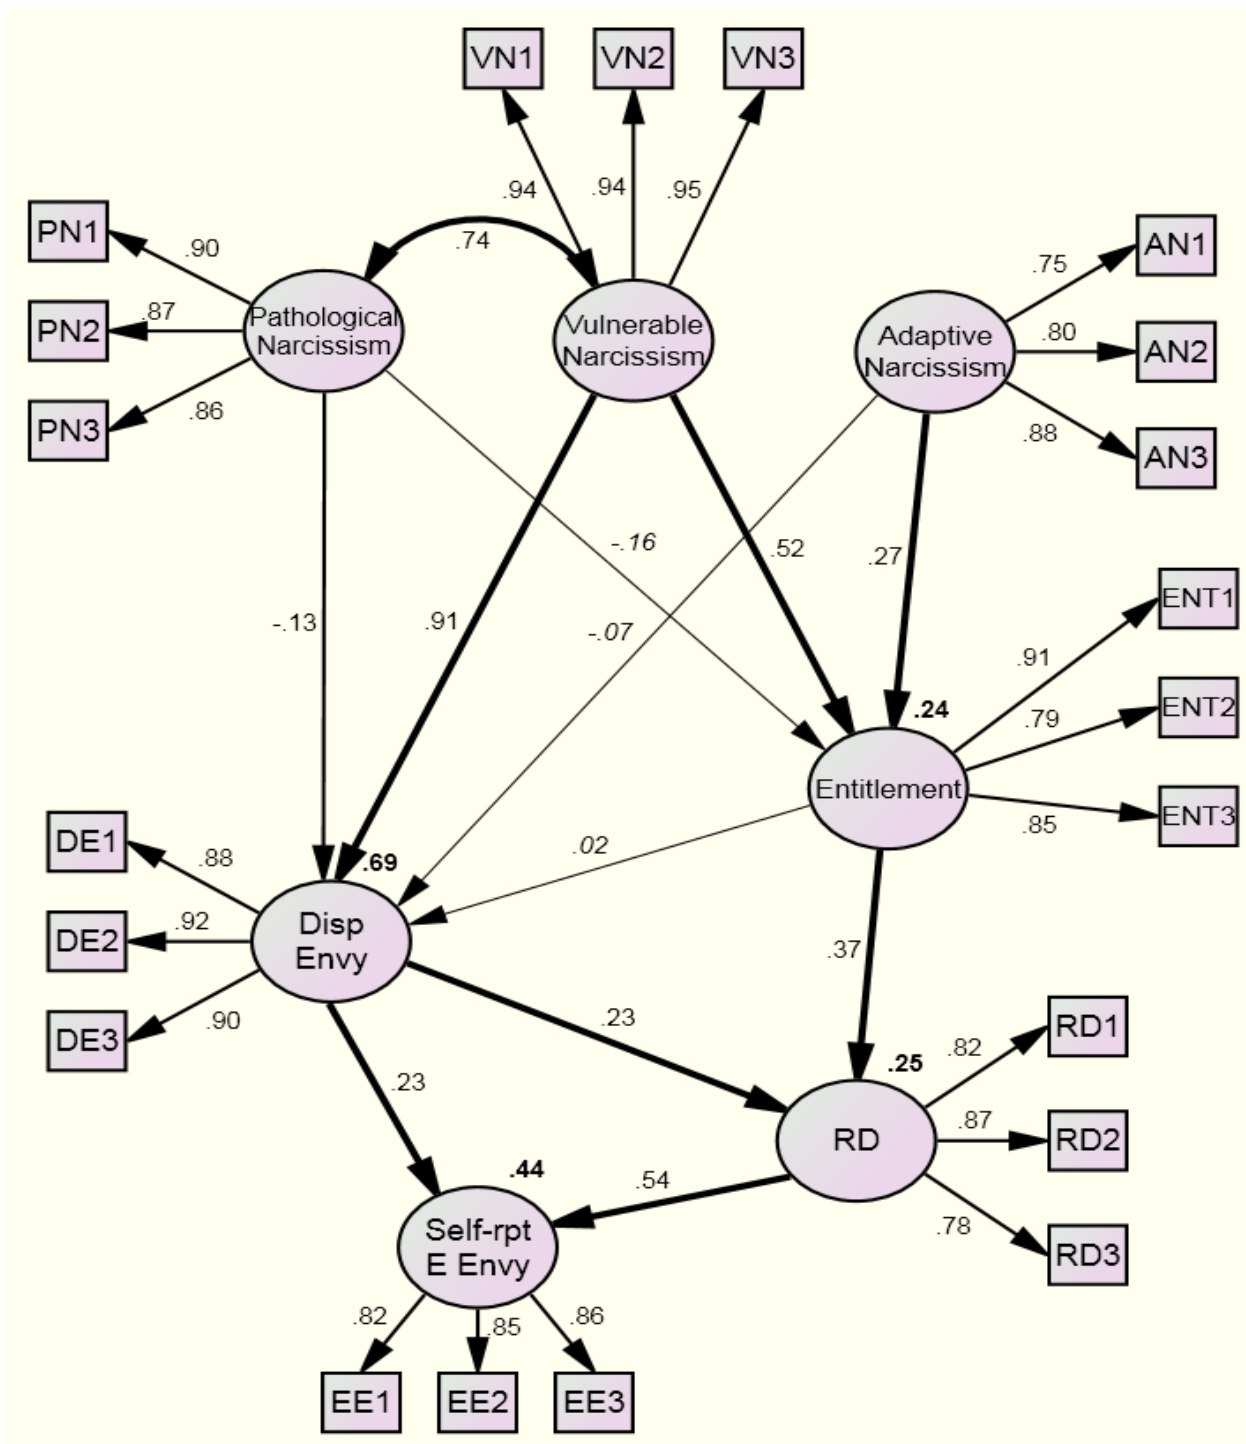 VN1
VN2
VN3
.94
.94
.95
PN1
PN2
PN3
.90
.87
.86
.74
Pathological
Narcissism
Vulnerable
Narcissism
Adaptive
Narcissism
AN1
AN2
AN3
.75
.80
.88
-.16
.52
.27
-.13
.91
-.07
ENT1
ENT2
ENT3
.91
.79
.85
.24
Entitlement
.02
DE1
DE2
DE3
.88
.92
.90
.69
Disp
Envy
.37
.23
.23
RD1
RD2
RD3
.82
.87
.78
.25
RD
.54
.44
Self-rpt
E Envy
.82
.85
.86
EE1
EE2
EE3